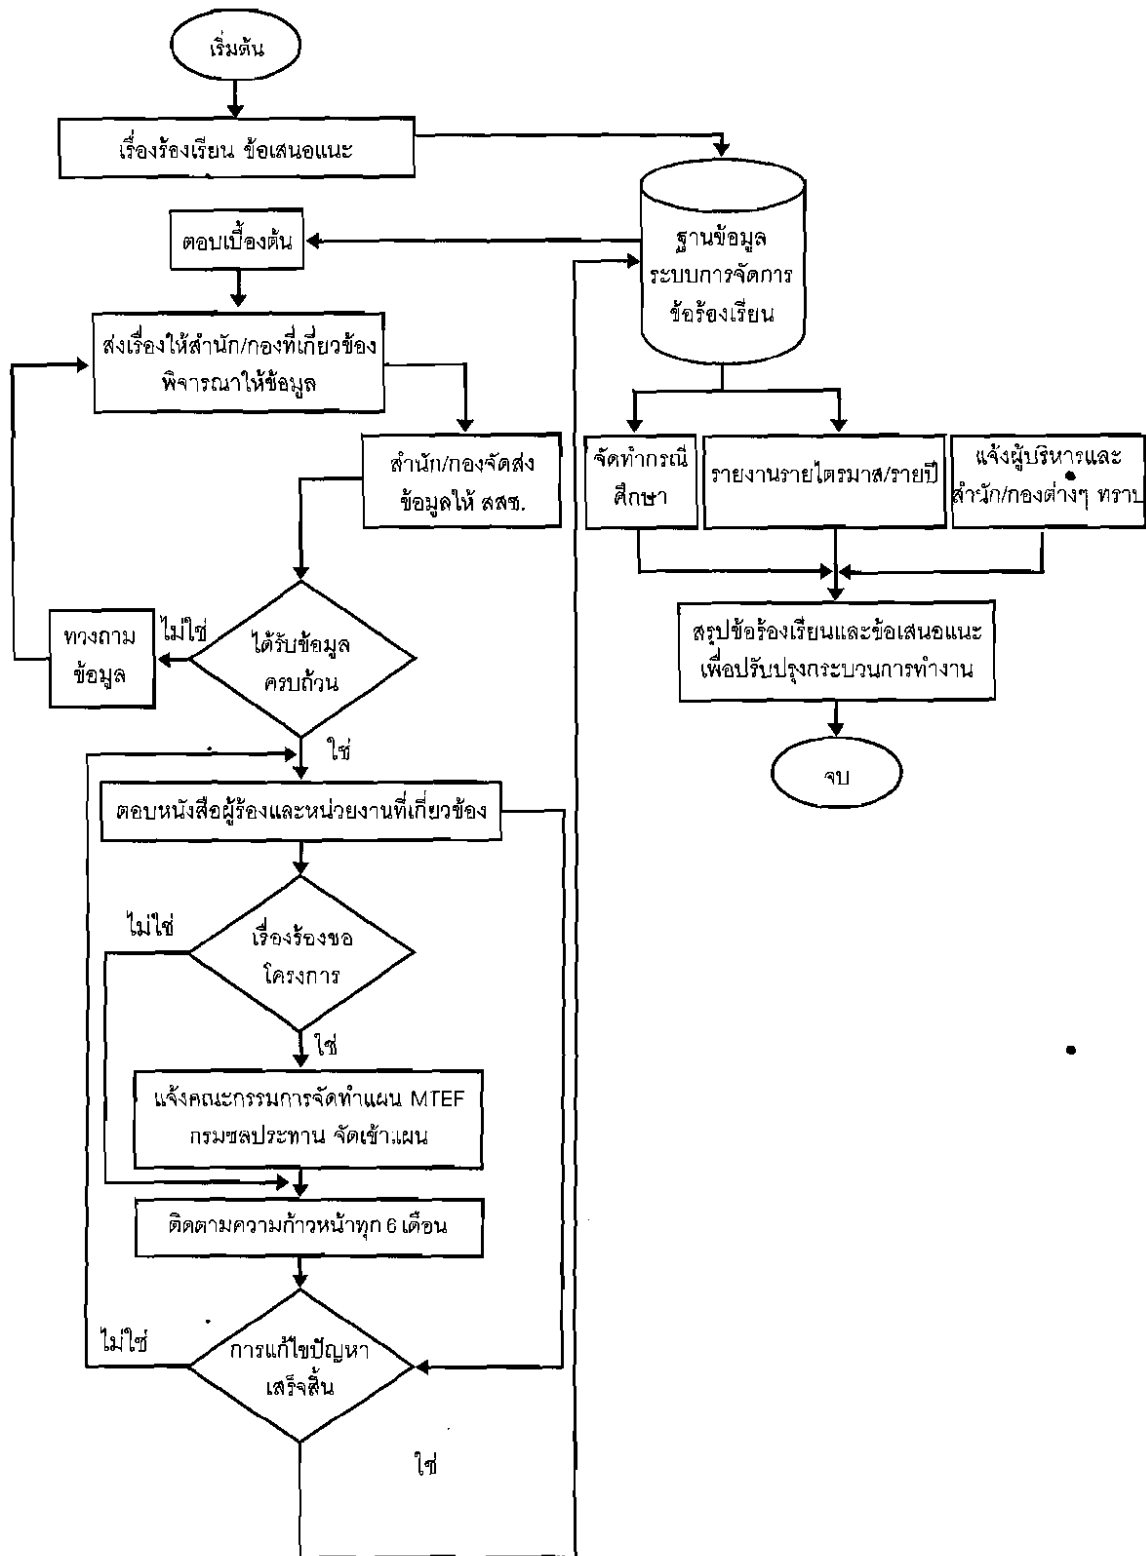 เริ่มต้น
เรื่องร้องเรียน ข้อเสนอแนะ
ฐานข้อมูล
ระบบการจัดการ
ข้อร้องเรียน
ตอบเบื้องต้น
ส่งเรื่องให้สำนัก/กองที่เกี่ยวข้อง
พิจารณาให้ข้อมูล
สำนัก/กองจัดส่ง
ข้อมูลให้ สสช.
จัดทำกรณี
ศึกษา
รายงานรายไตรมาส/รายปี
แจ้งผู้บริหารและ
สำนัก/กองต่างๆ ทราบ
ทวงถาม
ข้อมูล
ไม่ใช่
ได้รับข้อมูล
ครบถ้วน
ใช่
สรุปข้อร้องเรียนและข้อเสนอแนะ
เพื่อปรับปรุงกระบวนการทำงาน
จบ
ตอบหนังสือผู้ร้องและหน่วยงานที่เกี่ยวข้อง
ไม่ใช่
เรื่องร้องขอ
โครงการ
ใช่
แจ้งคณะกรรมการจัดทำแผน MTEF
กรมชลประทาน จัดเข้าแผน
ติดตามความก้าวหน้าทุก 6 เดือน
ไม่ใช่
การแก้ไขปัญหา
เสร็จสิ้น
ใช่